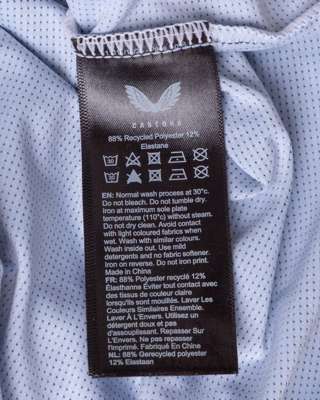 CASTORE
88% Recycled Polyester 12%
Elastane
EN: Normal wash process at 30°c.
Do not bleach. Do not tumble dry.
Iron at maximum sole plate
temperature (110°c) without steam.
Do not dry clean. Avoid contact
with light coloured fabrics when
wet. Wash with similar colours.
Wash inside out. Use mild
detergents and no fabric softener.
Iron on reverse. Do not iron print.
Made in China
FR: 88% Polyester recyclé 12%
Élasthanne Éviter tout contact avec
des tissus de couleur claire
lorsqu'ils sont mouillés. Laver Les
Couleurs Similaires Ensemble.
Laver À L'Envers. Utilisez un
détergent doux et pas
d'assouplissant. Repasser Sur
L'Envers. Ne pas repasser
l'imprimé. Fabriqué En Chine
NL: 88% Gerecycled polyester
12% Elastaan